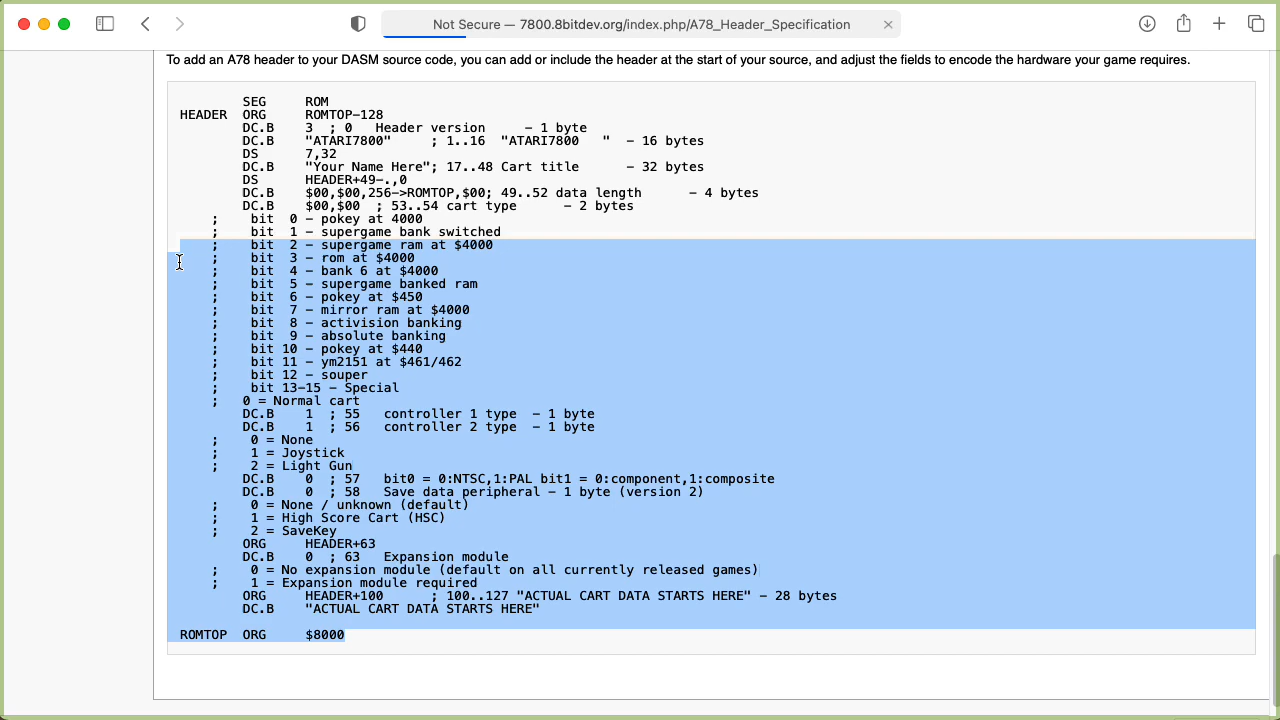 Not Secure — 7800.8bitdev.org/index.php/A78_Header_Specification
To add an A78 header to your DASM source code, you can add or include the header at the start of your source, and adjust the fields to encode the hardware your game requires.
        SEG     ROM
HEADER  ORG     ROMTOP-128
        DC.B    3  ; 0   Header version     - 1 byte
        DC.B    "ATARI7800"     ; 1..16  "ATARI7800   "  - 16 bytes
        DS      7,32
        DC.B    "Your Name Here"; 17..48 Cart title      - 32 bytes
        DS      HEADER+49-.,0
        DC.B    $00,$00,256->ROMTOP,$00; 49..52 data length      - 4 bytes
        DC.B    $00,$00  ; 53..54 cart type      - 2 bytes
    ;    bit  0 - pokey at 4000
    ;    bit  1 - supergame bank switched
    ;    bit  2 - supergame ram at $4000
    ;    bit  3 - rom at $4000
    ;    bit  4 - bank 6 at $4000
    ;    bit  5 - supergame banked ram
    ;    bit  6 - pokey at $450
    ;    bit  7 - mirror ram at $4000
    ;    bit  8 - activision banking
    ;    bit  9 - absolute banking
    ;    bit 10 - pokey at $440
    ;    bit 11 - ym2151 at $461/462
    ;    bit 12 - souper
    ;    bit 13-15 - Special
    ;   0 = Normal cart
        DC.B    1  ; 55   controller 1 type  - 1 byte
        DC.B    1  ; 56   controller 2 type  - 1 byte
    ;    0 = None
    ;    1 = Joystick
    ;    2 = Light Gun
        DC.B    0  ; 57   bit0 = 0:NTSC,1:PAL bit1 = 0:component,1:composite
        DC.B    0  ; 58   Save data peripheral - 1 byte (version 2)
    ;    0 = None / unknown (default)
    ;    1 = High Score Cart (HSC)
    ;    2 = SaveKey
        ORG     HEADER+63
        DC.B    0  ; 63   Expansion module
    ;    0 = No expansion module (default on all currently released games)
    ;    1 = Expansion module required
        ORG     HEADER+100      ; 100..127 "ACTUAL CART DATA STARTS HERE" - 28 bytes
        DC.B    "ACTUAL CART DATA STARTS HERE"
ROMTOP  ORG     $8000